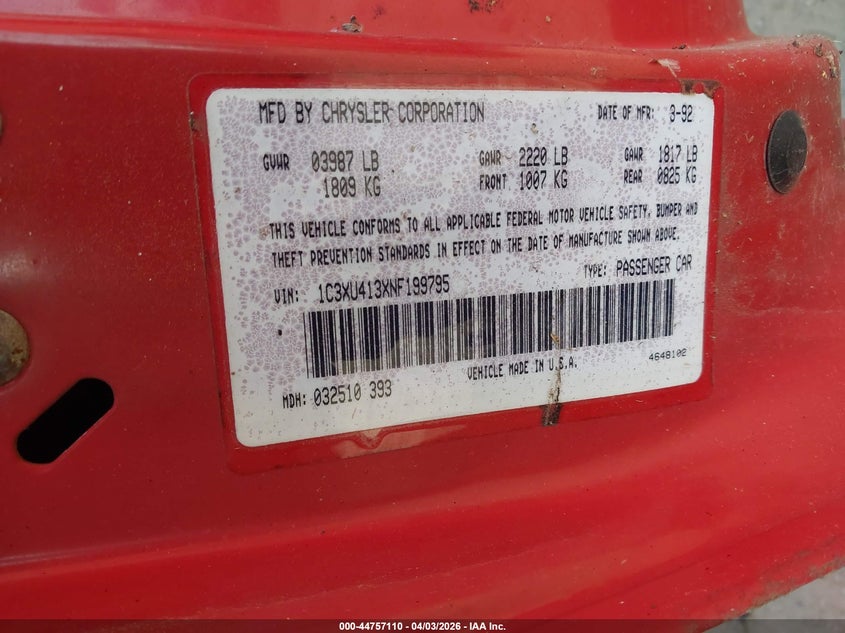 MFD BY CHRYSLER CORPORATION DATE OF MFR: 3-92
GVWR 03987 LB GAWR 2220 LB GAWR 1817 LB
1809 KG FRONT 1007 KG REAR 0825 KG
THIS VEHICLE CONFORMS TO ALL APPLICABLE FEDERAL MOTOR VEHICLE SAFETY, BUMPER AND
THEFT PREVENTION STANDARDS IN EFFECT ON THE DATE OF MANUFACTURE SHOWN ABOVE.
VIN: 1C3XU413XNF199795 TYPE: PASSENGER CAR
4648102
VEHICLE MADE IN U.S.A.
MDH: 032510 393
000-44757110 | 04/03/2026 - IAA Inc.